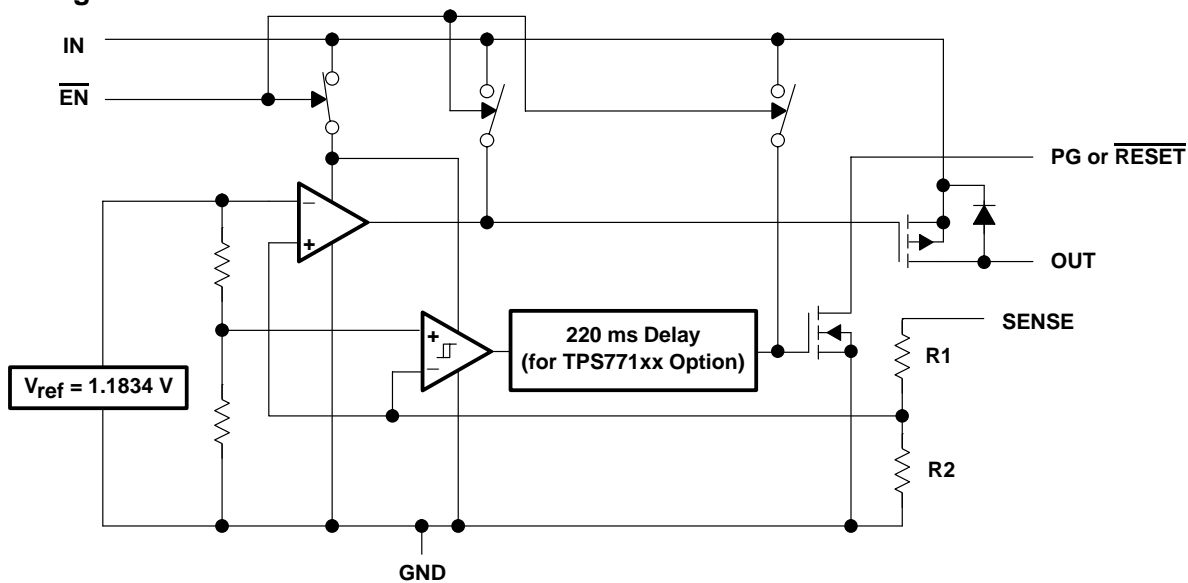 g
IN
EN
PG or RESET
OUT
SENSE
−
+
+
−
220 ms Delay
(for TPS771xx Option)
R1
Vref = 1.1834 V
R2
GND